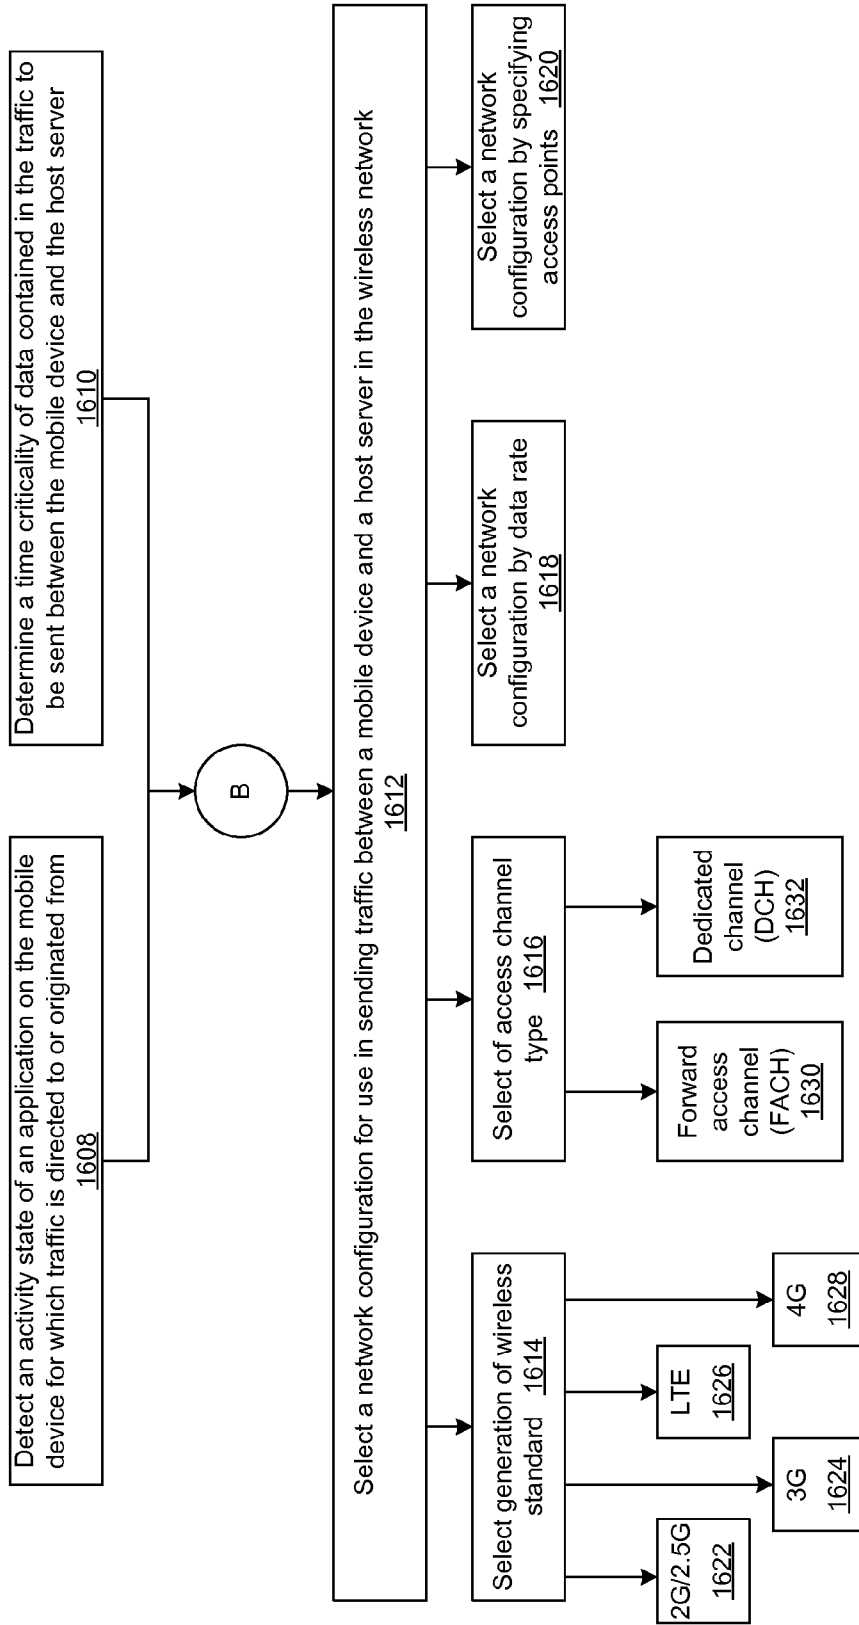 Detect an activity state of an application on the mobile
device for which traffic is directed to or originated from
1608
Determine a time criticality of data contained in the traffic to
be sent between the mobile device and the host server
1610
B
Select a network configuration for use in sending traffic between a mobile device and a host server in the wireless network
1612
Select generation of wireless
standard 1614
Select of access channel
type 1616
Select a network
configuration by data rate
1618
Select a network
configuration by specifying
access points 1620
2G/2.5G
1622
3G
1624
LTE
1626
4G
1628
Forward
access
channel
(FACH)
1630
Dedicated
channel
(DCH)
1632